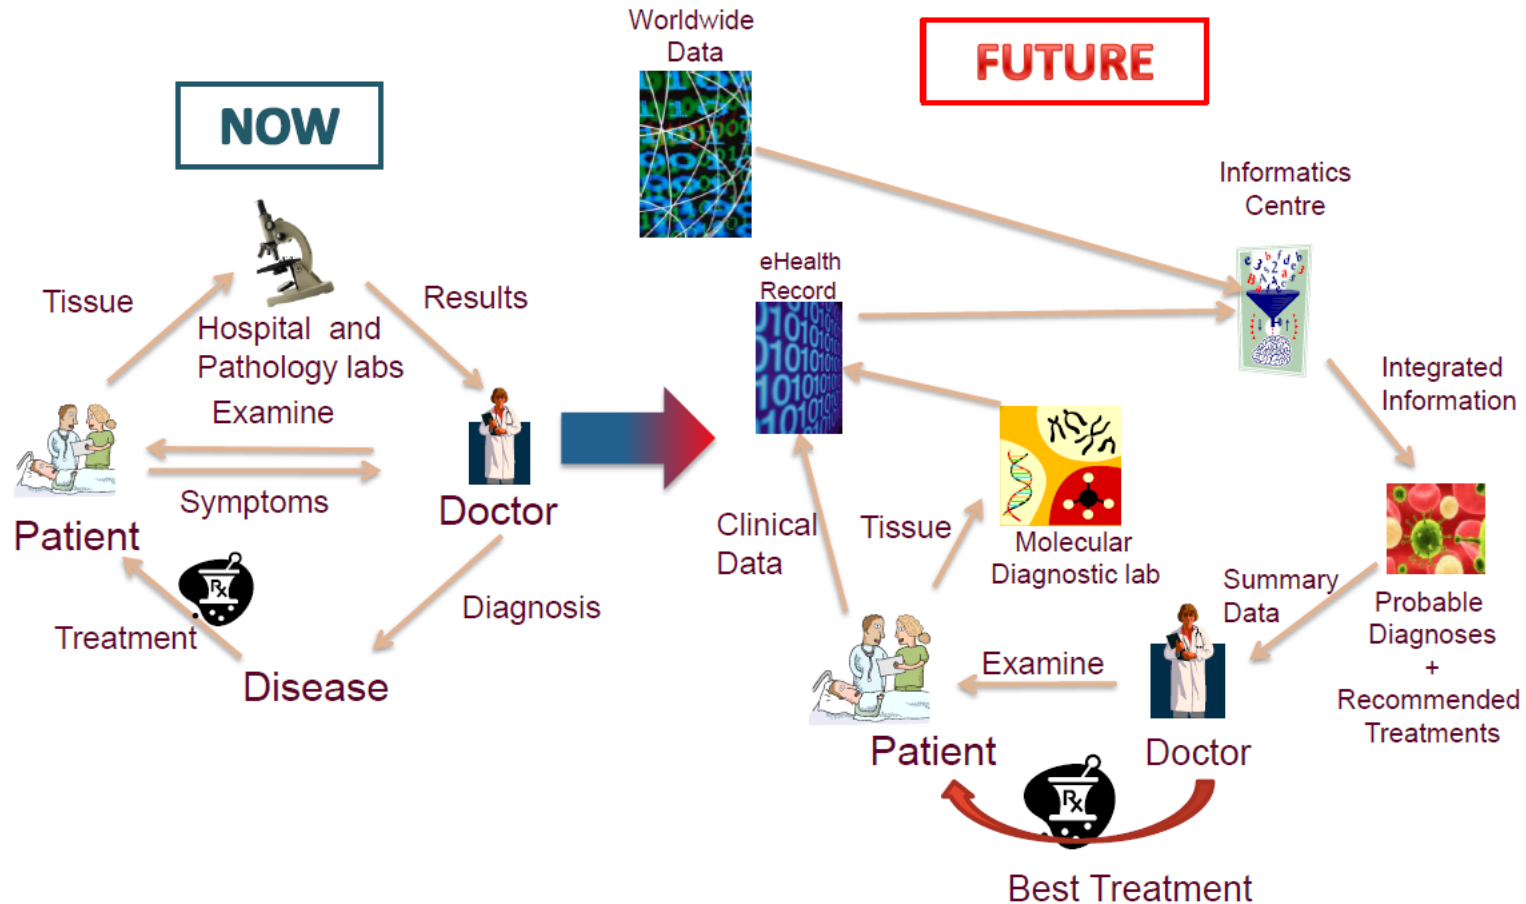 NOW
Tissue
Results
Hospital and
Pathology labs
Examine
Symptoms
Patient
Doctor
Rx
Treatment
Diagnosis
Disease
FUTURE
Worldwide
Data
Informatics
Centre
eHealth
Record
Integrated
Information
Clinical
Data
Tissue
Molecular
Diagnostic lab
Summary
Data
Probable
Diagnoses
+
Recommended
Treatments
Examine
Patient
Doctor
Rx
Best Treatment